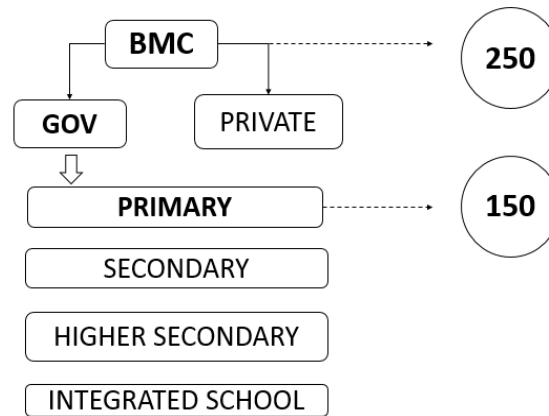 BMC
250
GOV
PRIVATE
PRIMARY
150
SECONDARY
HIGHER SECONDARY
INTEGRATED SCHOOL